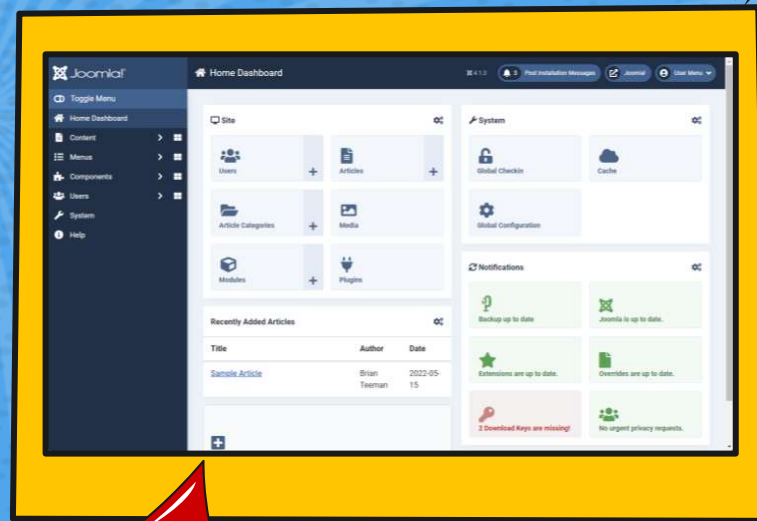 Joomla!
Home Dashboard
4.1.3
3 Post Installation Messages
Joomla!
User Menu
Toggle Menu
Home Dashboard
Content
Menus
Components
Users
System
Help
Site
Users
Articles
Article Categories
Media
Modules
Plugins
Recently Added Articles
Title Author Date
Sample Article Brian Teeman 2022-05-15
System
Global Checkin
Cache
Global Configuration
Notifications
Backup up to date
Joomla is up to date.
Extensions are up to date.
Overrides are up to date.
2 Download Keys are missing!
No urgent privacy requests.